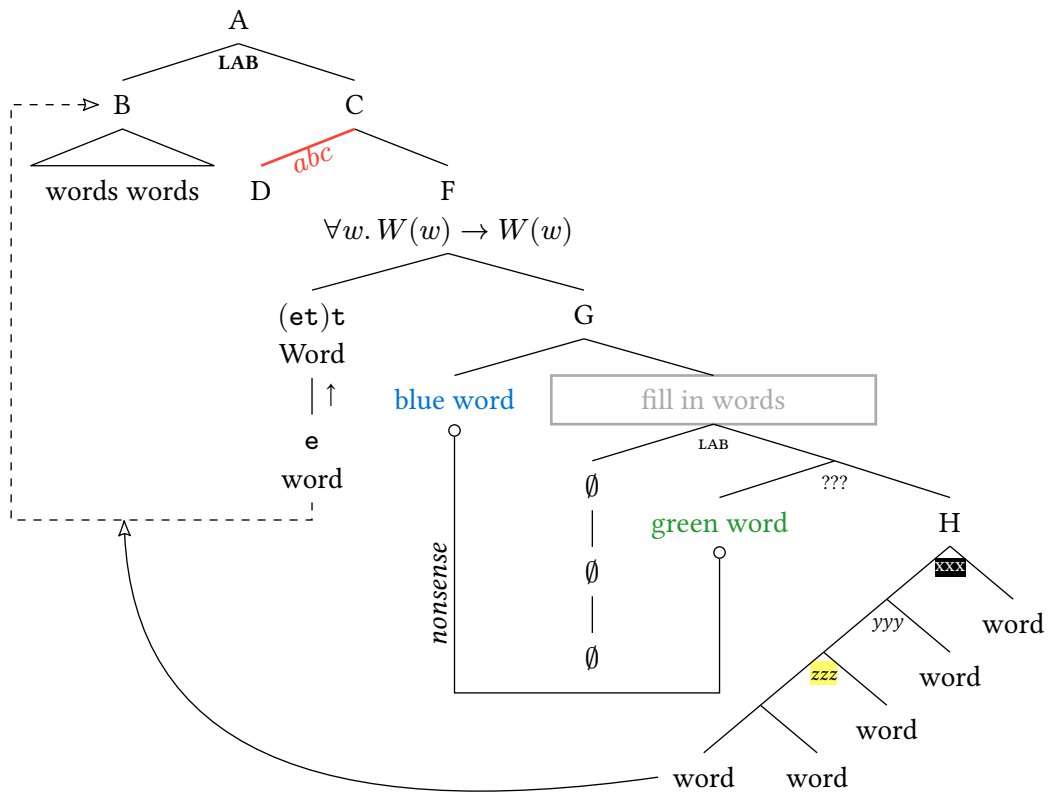 A
LAB
B
C
abc
words words
D
F
∀w. W(w) → W(w)
(et)t
Word
↑
e
word
G
blue word
fill in words
LAB
???
∅
∅
∅
green word
H
nonsense
xxx
word
yyy
word
zzz
word
word
word